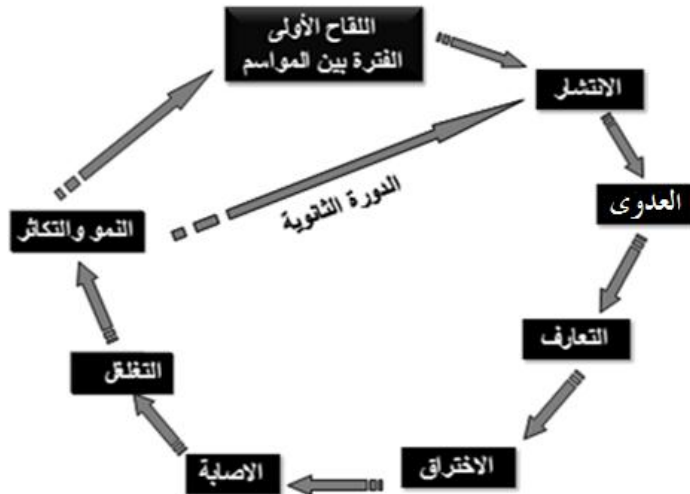 اللقاح الأولى
الفترة بين المواسم
الانتشار
العدوى
التعارف
الاختراق
الاصابة
التغلغل
النمو والتكاثر
الدورة الثانوية